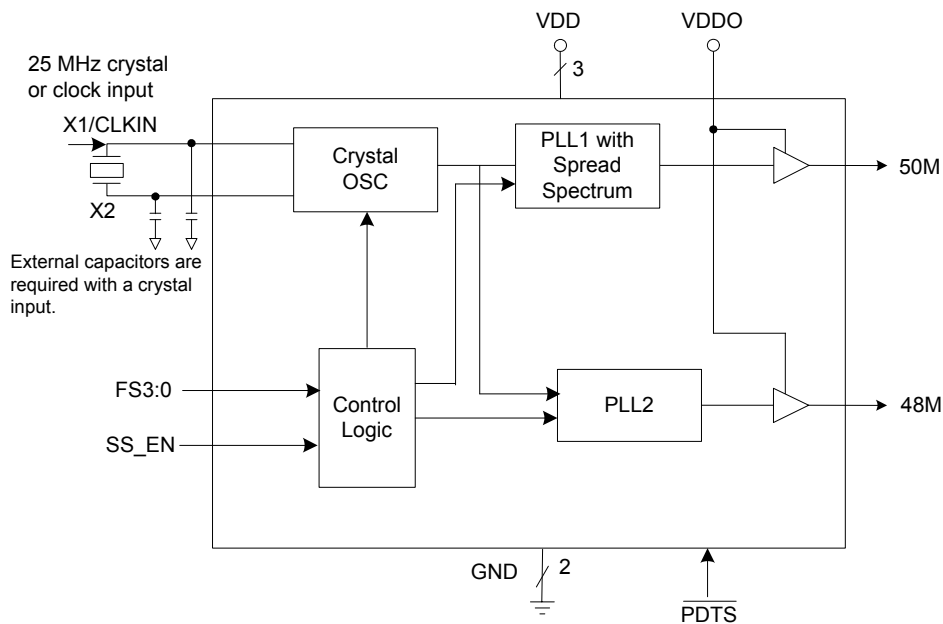 VDD
VDDO
3
25 MHz crystal
or clock input
X1/CLKIN
X2
External capacitors are
required with a crystal
input.
Crystal
OSC
PLL1 with
Spread
Spectrum
50M
FS3:0
SS_EN
Control
Logic
PLL2
48M
GND
2
PDTS